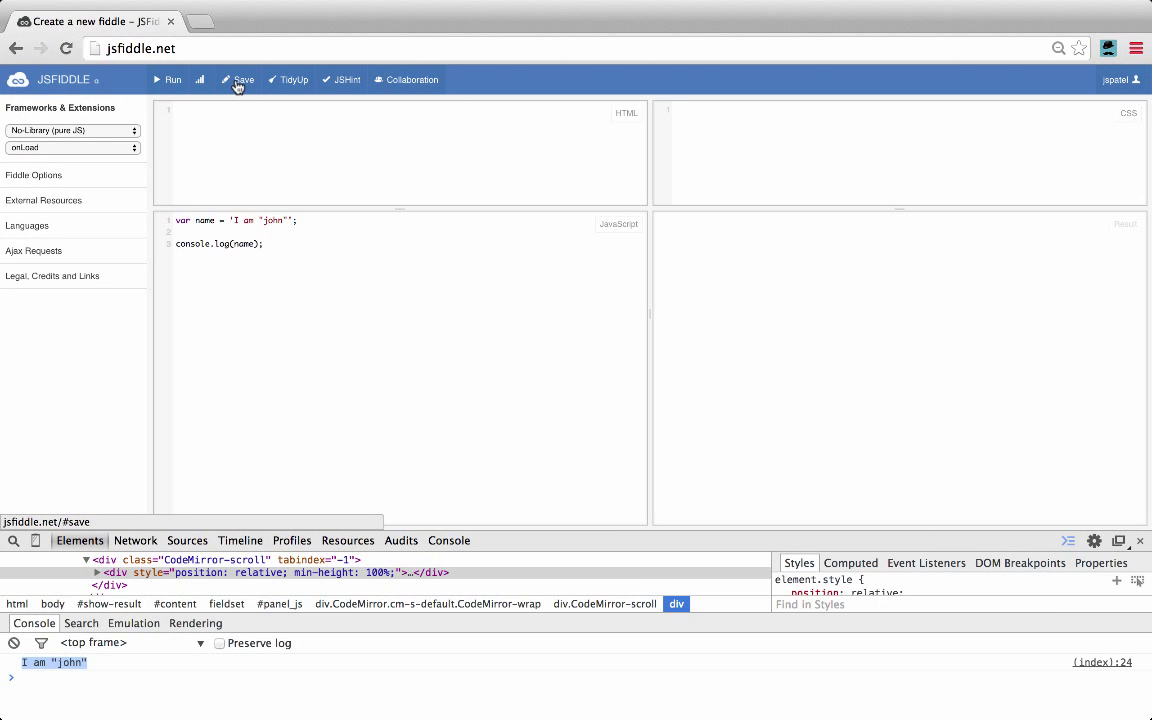 Create a new fiddle – JSFid
jsfiddle.net
JSFIDDLE α
Run
Save
TidyUp
JSHint
Collaboration
jspatel
Frameworks & Extensions
No-Library (pure JS)
onLoad
Fiddle Options
External Resources
Languages
Ajax Requests
Legal, Credits and Links
1
HTML
1
CSS
1 var name = 'I am "john"';
2
3 console.log(name);
JavaScript
Result
jsfiddle.net/#save
Elements Network Sources Timeline Profiles Resources Audits Console
▼<div class="CodeMirror-scroll" tabindex="-1">
▶<div style="position: relative; min-height: 100%;">…</div>
</div>
html body #show-result #content fieldset #panel_js div.CodeMirror.cm-s-default.CodeMirror-wrap div.CodeMirror-scroll div
Styles Computed Event Listeners DOM Breakpoints Properties
element.style {
position: relative;
Find in Styles
Console Search Emulation Rendering
<top frame> ▼ Preserve log
I am "john" (index):24
>